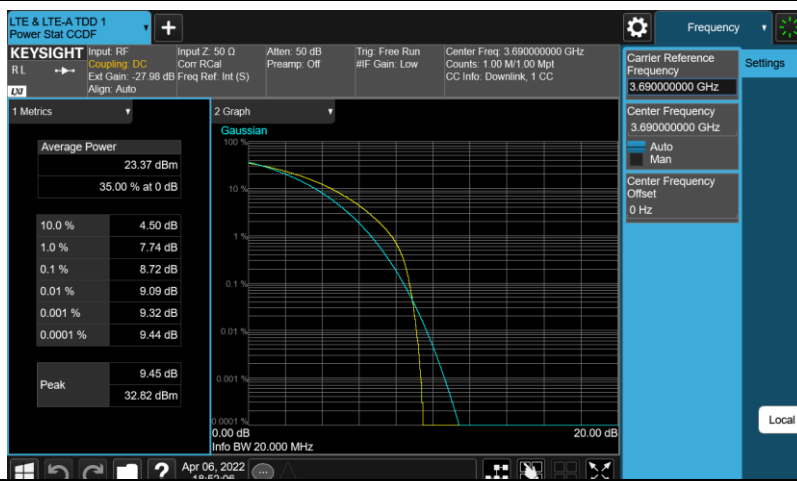 LTE & LTE-A TDD 1
Power Stat CCDF
Frequency
KEYSIGHT
RL
LXI
Input: RF
Coupling: DC
Ext Gain: -27.98 dB
Align: Auto
Input Z: 50 Ω
Corr RCal
Freq Ref: Int (S)
Atten: 50 dB
Preamp: Off
Trig: Free Run
#IF Gain: Low
Center Freq: 3.690000000 GHz
Counts: 1.00 M/1.00 Mpt
CC Info: Downlink, 1 CC
1 Metrics
Average Power
23.37 dBm
35.00 % at 0 dB
10.0 % 4.50 dB
1.0 % 7.74 dB
0.1 % 8.72 dB
0.01 % 9.09 dB
0.001 % 9.32 dB
0.0001 % 9.44 dB
Peak
9.45 dB
32.82 dBm
2 Graph
Gaussian
100 %
10 %
1 %
0.1 %
0.01 %
0.001 %
0.0001 %
0.00 dB
20.00 dB
Info BW 20.000 MHz
Carrier Reference
Frequency
3.690000000 GHz
Center Frequency
3.690000000 GHz
Auto
Man
Center Frequency
Offset
0 Hz
Settings
Local
?
Apr 06, 2022